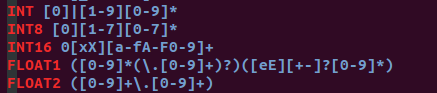 INT [0]|[1-9][0-9]*
INT8 [0][1-7][0-7]*
INT16 0[xX][a-fA-F0-9]+
FLOAT1 ([0-9]*(\.[0-9]+)?)([eE][+-]?[0-9]*)
FLOAT2 ([0-9]+\.[0-9]+)